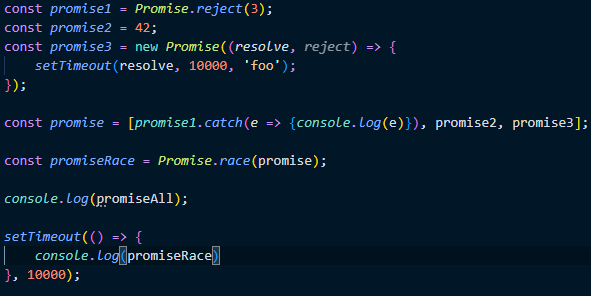 const promise1 = Promise.reject(3);
const promise2 = 42;
const promise3 = new Promise((resolve, reject) => {
    setTimeout(resolve, 10000, 'foo');
});
const promise = [promise1.catch(e => {console.log(e)}), promise2, promise3];
const promiseRace = Promise.race(promise);
console.log(promiseAll);
setTimeout(() => {
    console.log(promiseRace)
}, 10000);